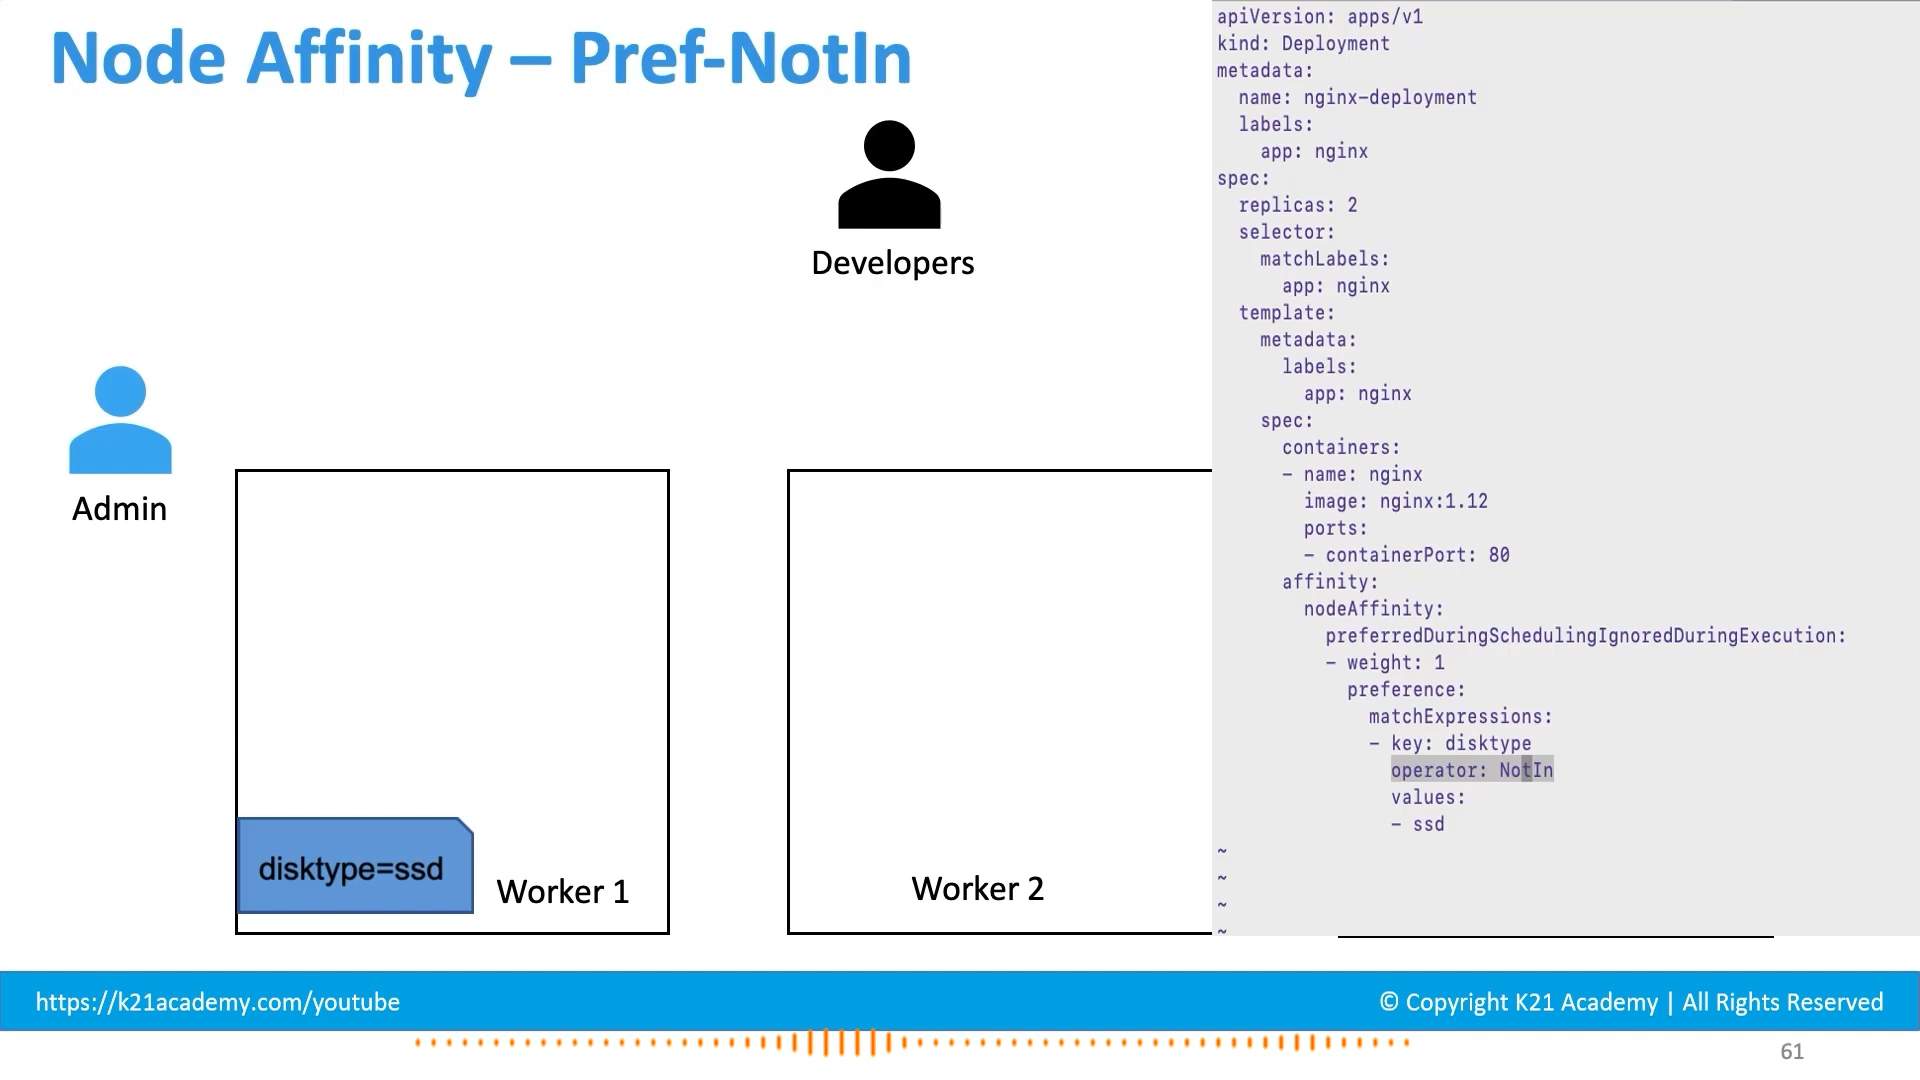 Node Affinity – Pref-NotIn
Developers
Admin
disktype=ssd
Worker 1
Worker 2
apiVersion: apps/v1
kind: Deployment
metadata:
  name: nginx-deployment
  labels:
    app: nginx
spec:
  replicas: 2
  selector:
    matchLabels:
      app: nginx
  template:
    metadata:
      labels:
        app: nginx
    spec:
      containers:
      - name: nginx
        image: nginx:1.12
        ports:
        - containerPort: 80
      affinity:
        nodeAffinity:
          preferredDuringSchedulingIgnoredDuringExecution:
          - weight: 1
            preference:
              matchExpressions:
              - key: disktype
                operator: NotIn
                values:
                - ssd
~
~
~
~
https://k21academy.com/youtube
© Copyright K21 Academy | All Rights Reserved
61